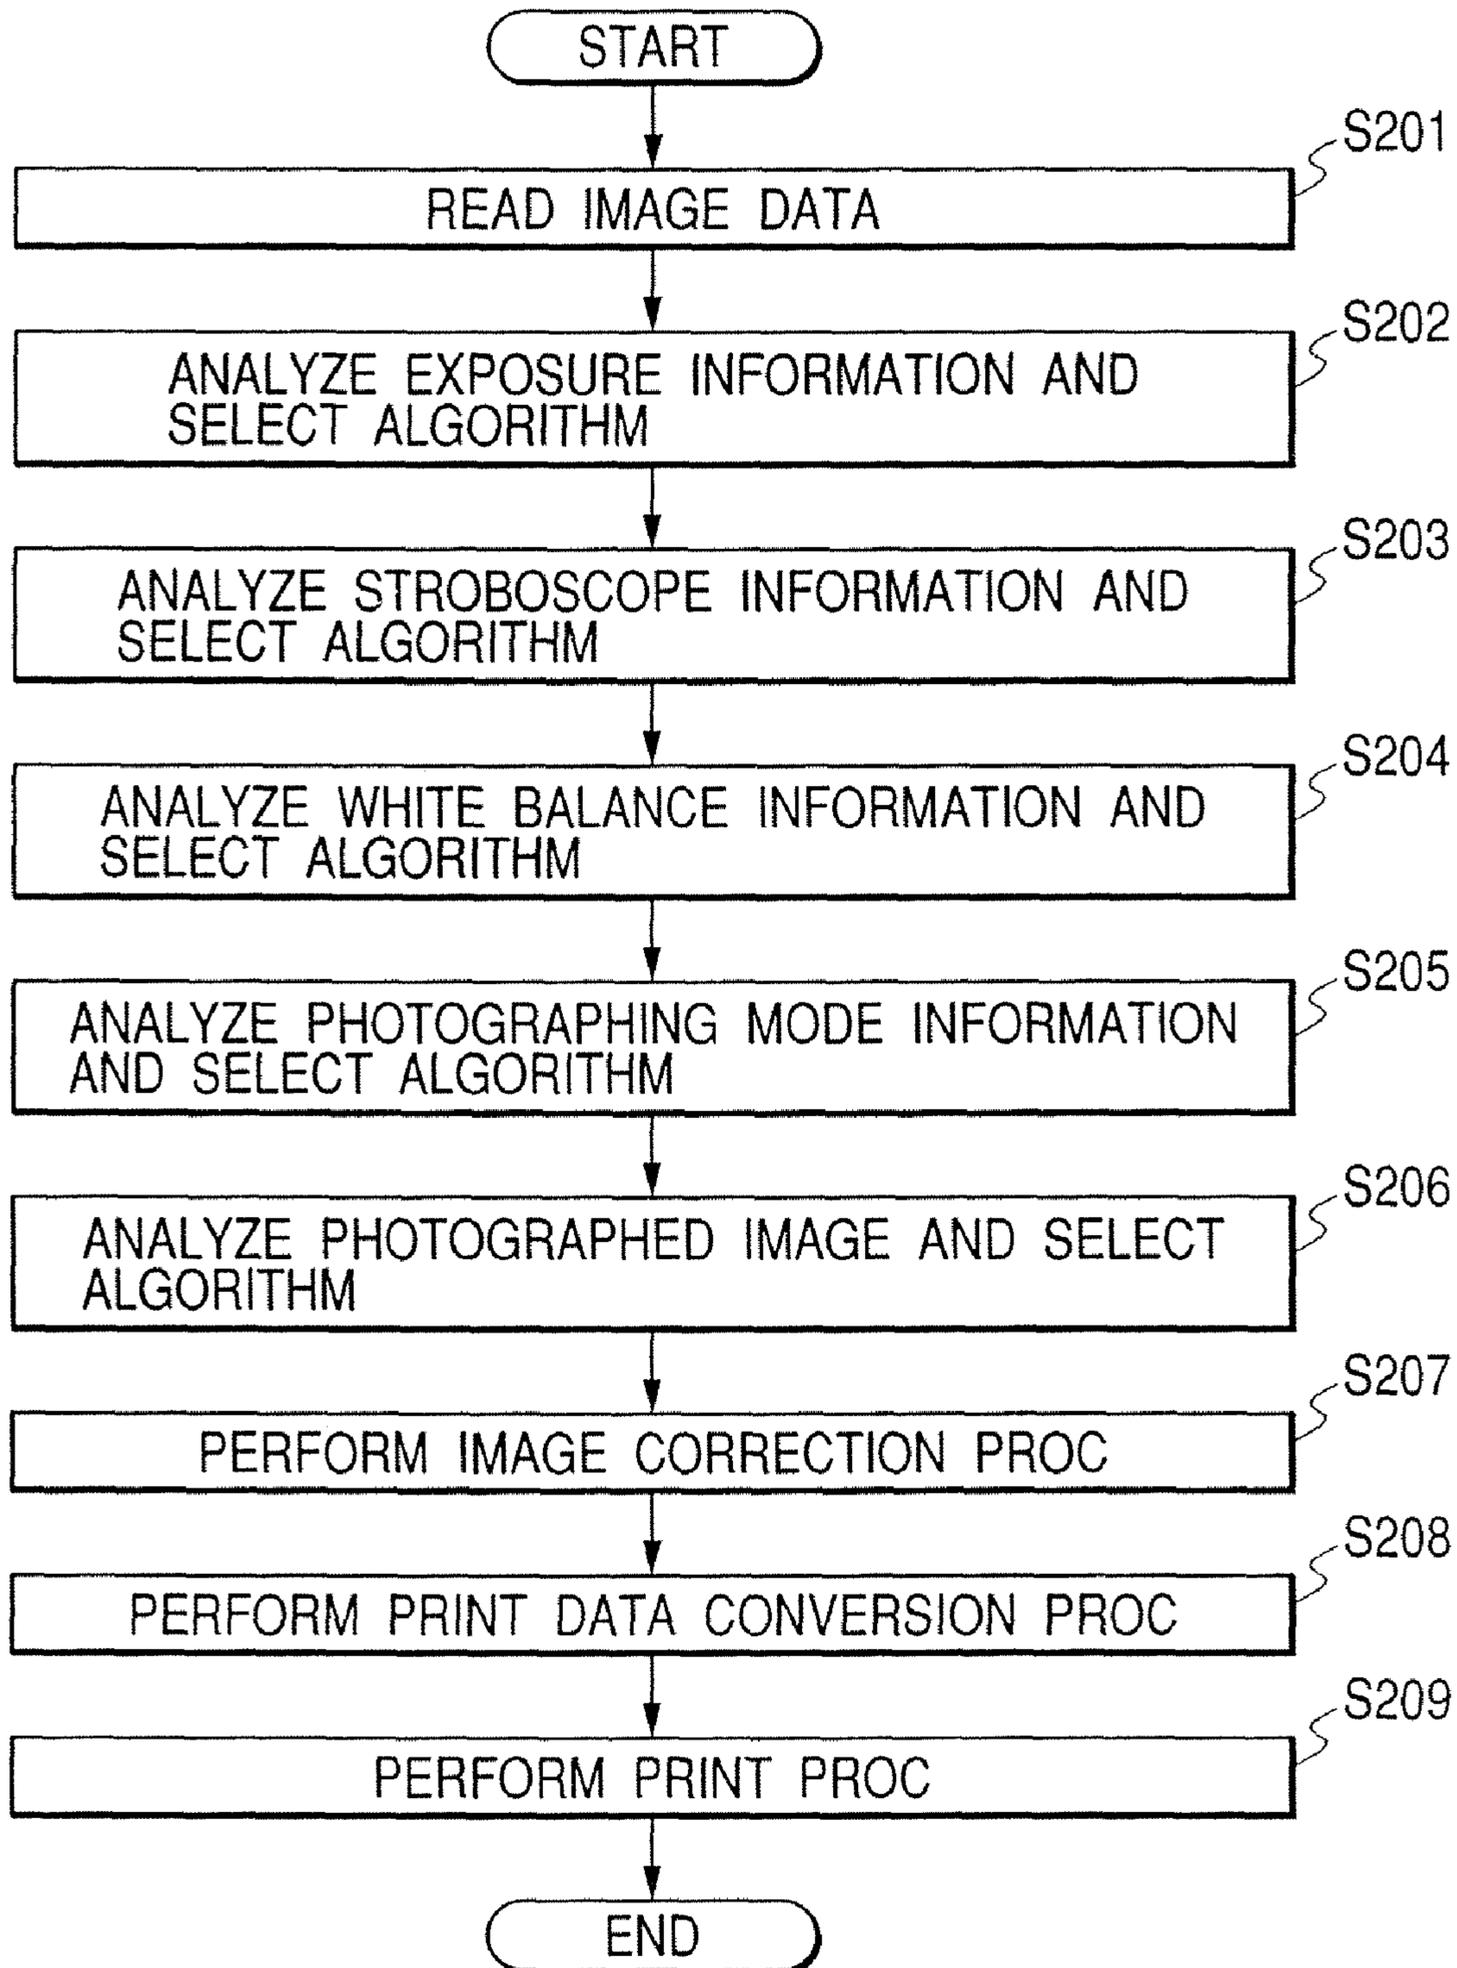 START
S201
READ IMAGE DATA
S202
ANALYZE EXPOSURE INFORMATION AND
SELECT ALGORITHM
S203
ANALYZE STROBOSCOPE INFORMATION AND
SELECT ALGORITHM
S204
ANALYZE WHITE BALANCE INFORMATION AND
SELECT ALGORITHM
S205
ANALYZE PHOTOGRAPHING MODE INFORMATION
AND SELECT ALGORITHM
S206
ANALYZE PHOTOGRAPHED IMAGE AND SELECT
ALGORITHM
S207
PERFORM IMAGE CORRECTION PROC
S208
PERFORM PRINT DATA CONVERSION PROC
S209
PERFORM PRINT PROC
END